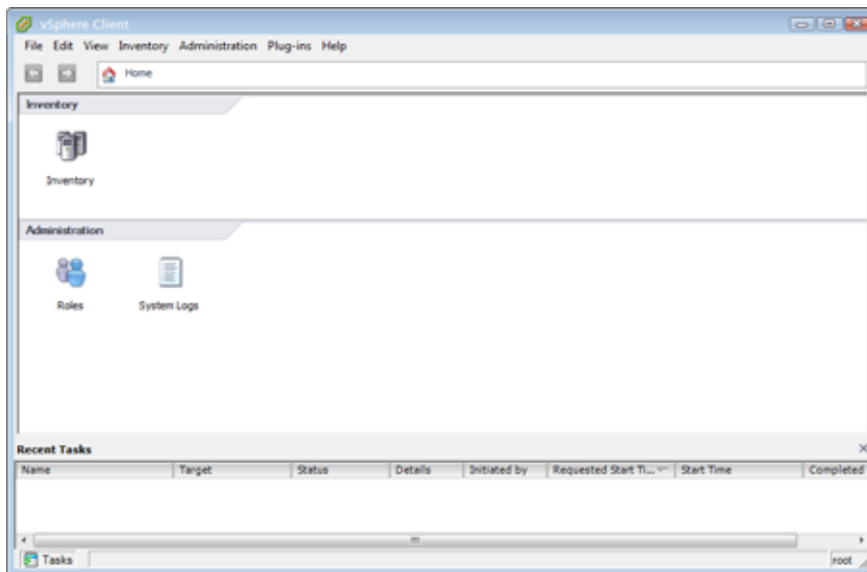 vSphere Client
File Edit View Inventory Administration Plug-ins Help
Home
Inventory
Inventory
Administration
Roles System Logs
Recent Tasks
Name Target Status Details Initiated by Requested Start Ti... Start Time Completed
Tasks root